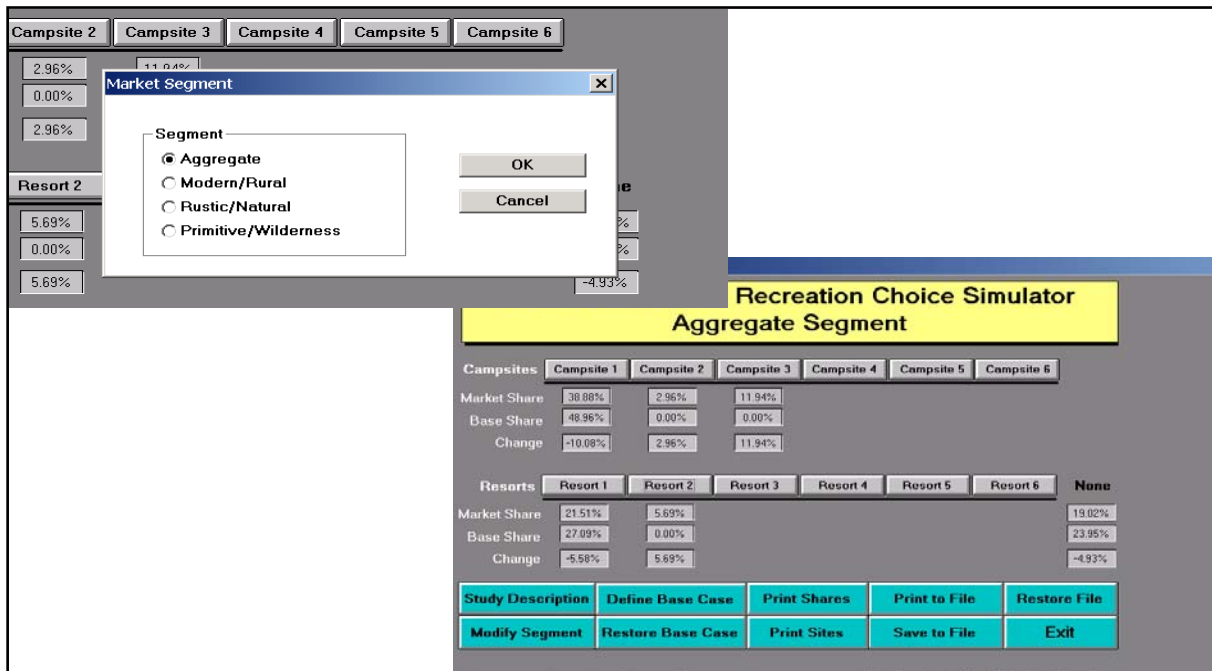 Campsite 2 Campsite 3 Campsite 4 Campsite 5 Campsite 6
2.96% 11.94%
0.00%
2.96%
Market Segment
Segment
Aggregate
Modern/Rural
Rustic/Natural
Primitive/Wilderness
OK
Cancel
Resort 2
5.69%
0.00%
5.69% -4.93%
Recreation Choice Simulator
Aggregate Segment
Campsites Campsite 1 Campsite 2 Campsite 3 Campsite 4 Campsite 5 Campsite 6
Market Share 38.88% 2.96% 11.94%
Base Share 48.96% 0.00% 0.00%
Change -10.08% 2.96% 11.94%
Resorts Resort 1 Resort 2 Resort 3 Resort 4 Resort 5 Resort 6 None
Market Share 21.51% 5.69% 19.02%
Base Share 27.09% 0.00% 23.95%
Change -5.58% 5.69% -4.93%
Study Description Define Base Case Print Shares Print to File Restore File
Modify Segment Restore Base Case Print Sites Save to File Exit